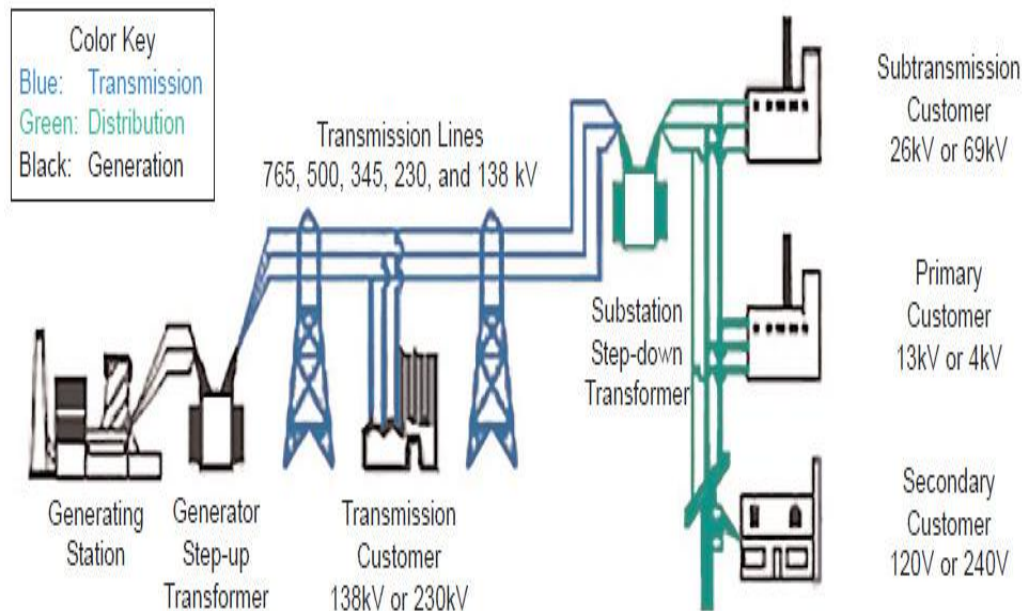 Color Key
Blue: Transmission
Green: Distribution
Black: Generation
Transmission Lines
765, 500, 345, 230, and 138 kV
Subtransmission
Customer
26kV or 69kV
Substation
Step-down
Transformer
Primary
Customer
13kV or 4kV
Generating
Station
Generator
Step-up
Transformer
Transmission
Customer
138kV or 230kV
Secondary
Customer
120V or 240V